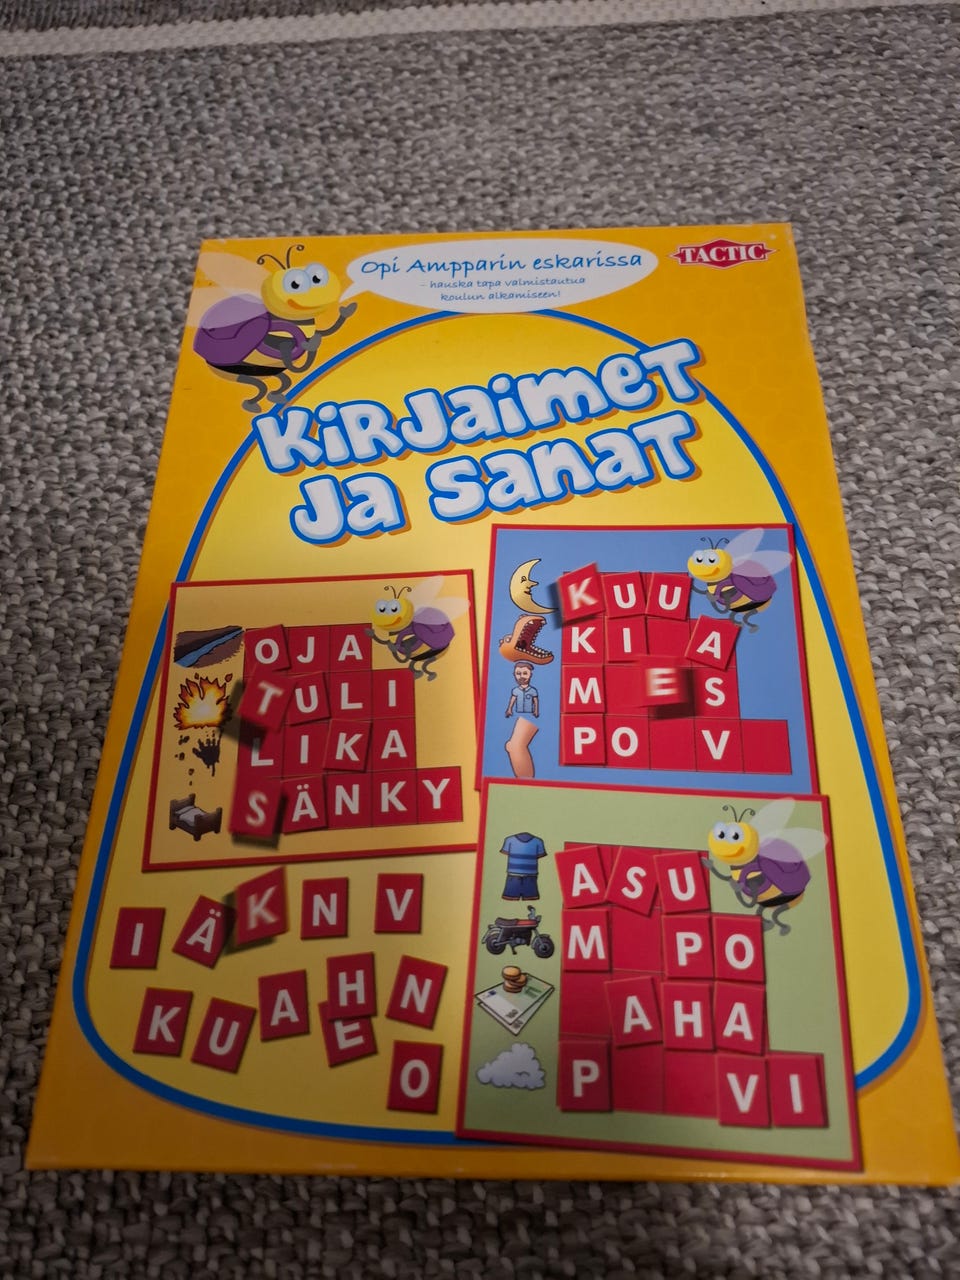 Opi Ampparin eskarissa
- hauska tapa valmistautua
koulun alkamiseen!
TACTIC
Kirjaimet
ja sanat
OJA
TULI
LIKA
SÄNKY
KUU
KI A
M ES
PO V
ASU
M PO
AHA
P VI
I Ä K N V
K U A H E N
O